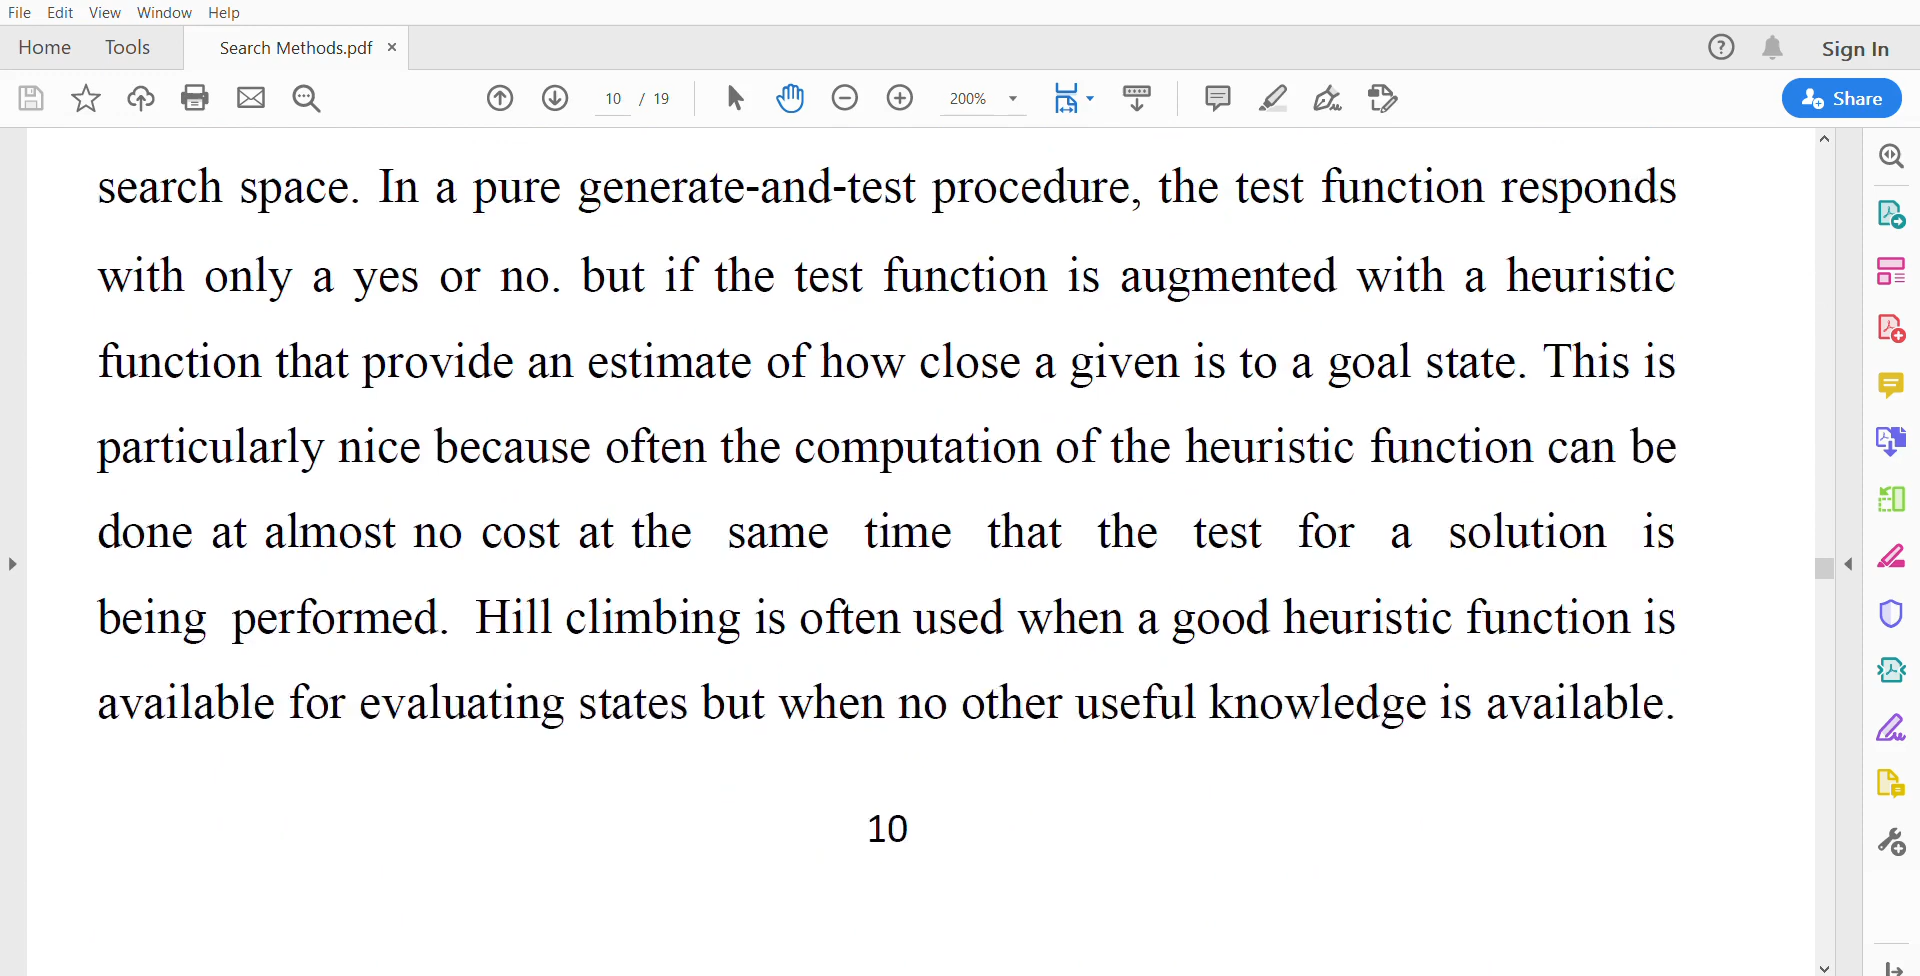 File Edit View Window Help
Home Tools Search Methods.pdf × Sign In
10 / 19 200% Share
search space. In a pure generate-and-test procedure, the test function responds
with only a yes or no. but if the test function is augmented with a heuristic
function that provide an estimate of how close a given is to a goal state. This is
particularly nice because often the computation of the heuristic function can be
done at almost no cost at the same time that the test for a solution is
being performed. Hill climbing is often used when a good heuristic function is
available for evaluating states but when no other useful knowledge is available.
10